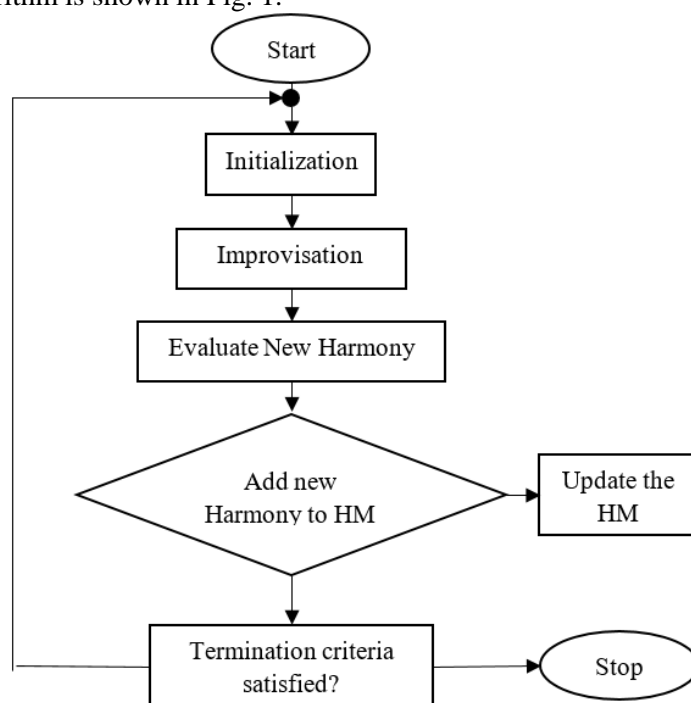 is shown in Fig. 1.
Start
Initialization
Improvisation
Evaluate New Harmony
Add new
Harmony to HM
Update the
HM
Termination criteria
satisfied?
Stop